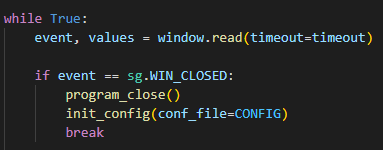 while True:
    event, values = window.read(timeout=timeout)

    if event == sg.WIN_CLOSED:
        program_close()
        init_config(conf_file=CONFIG)
        break